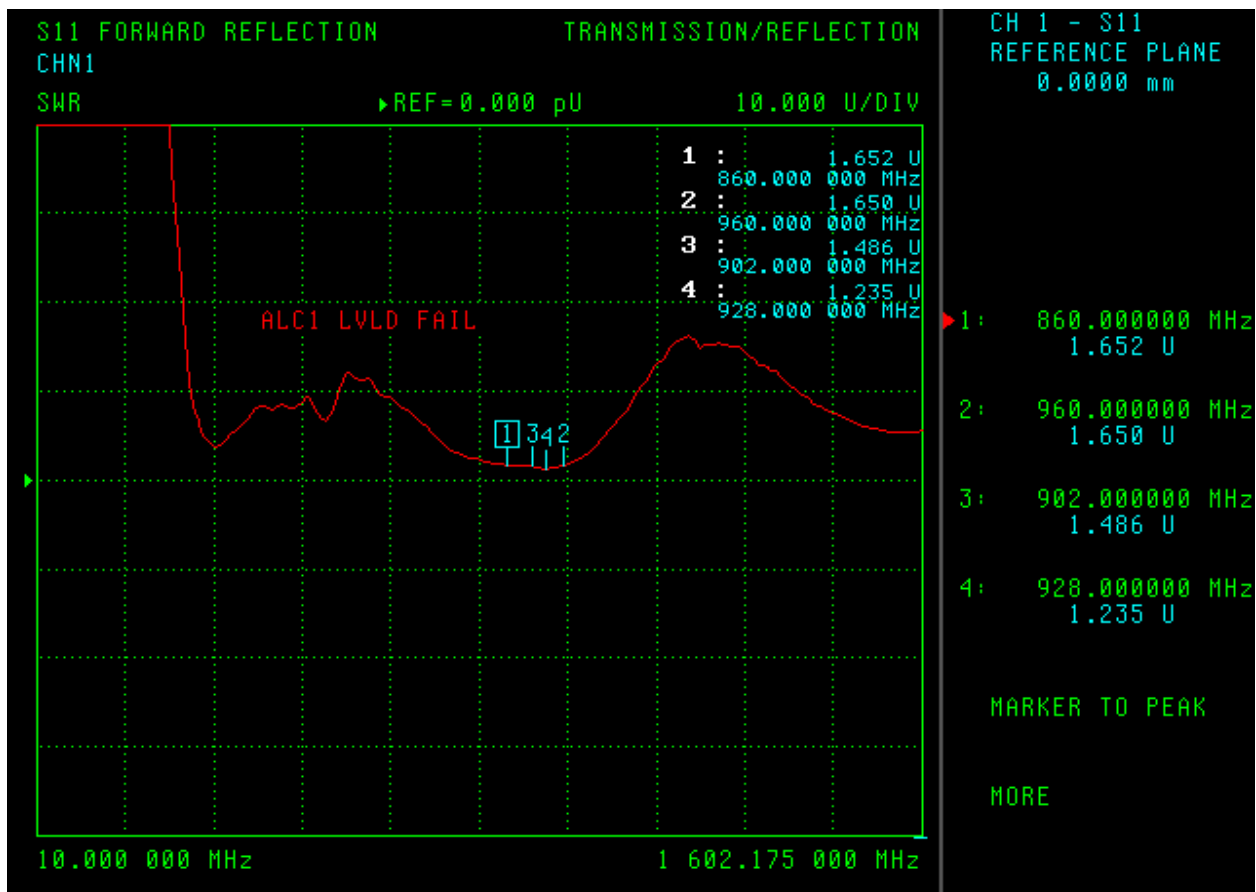 S11 FORWARD REFLECTION TRANSMISSION/REFLECTION
CHN1
SWR ▶REF=0.000 pU 10.000 U/DIV
1 : 1.652 U
860.000 000 MHz
2 : 1.650 U
960.000 000 MHz
3 : 1.486 U
902.000 000 MHz
4 : 1.235 U
928.000 000 MHz
ALC1 LVLD FAIL
1 3 4 2
10.000 000 MHz 1 602.175 000 MHz
CH 1 - S11
REFERENCE PLANE
0.0000 mm
1: 860.000000 MHz
1.652 U
2: 960.000000 MHz
1.650 U
3: 902.000000 MHz
1.486 U
4: 928.000000 MHz
1.235 U
MARKER TO PEAK
MORE